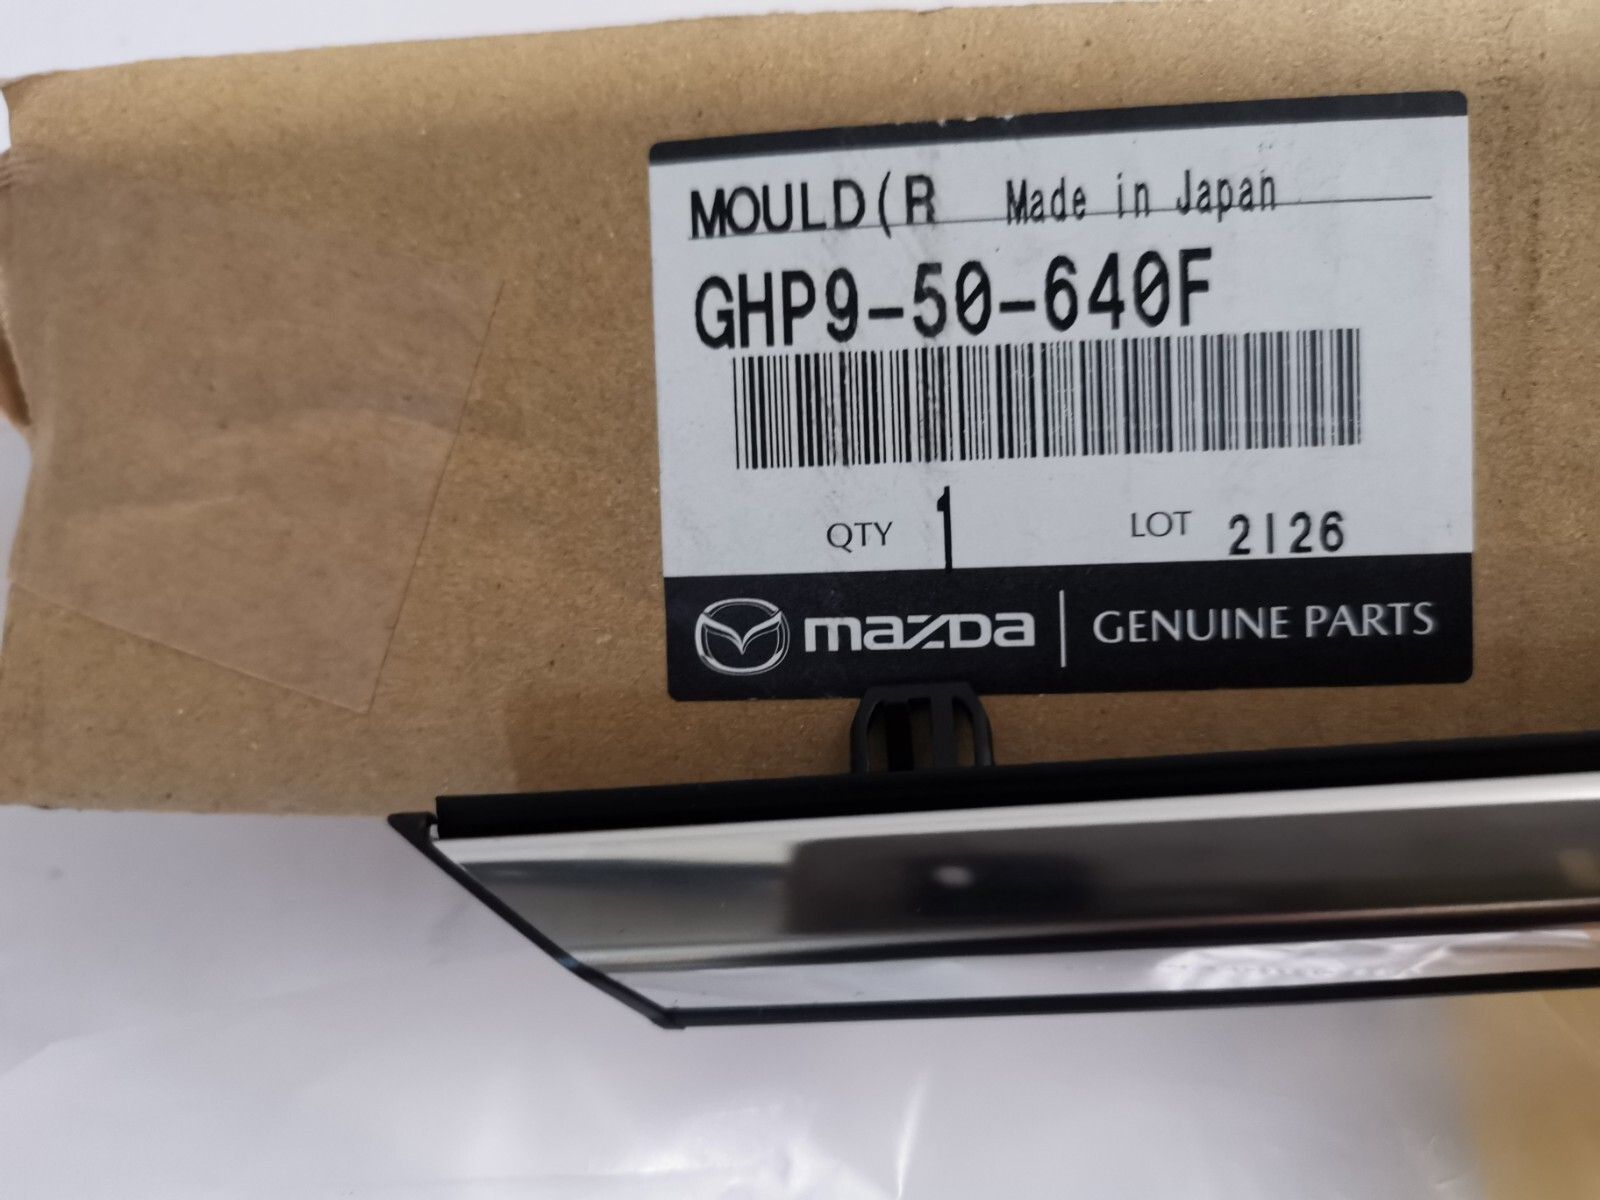 MOULD(R Made in Japan
GHP9-50-640F
QTY 1 LOT 2126
mazda GENUINE PARTS